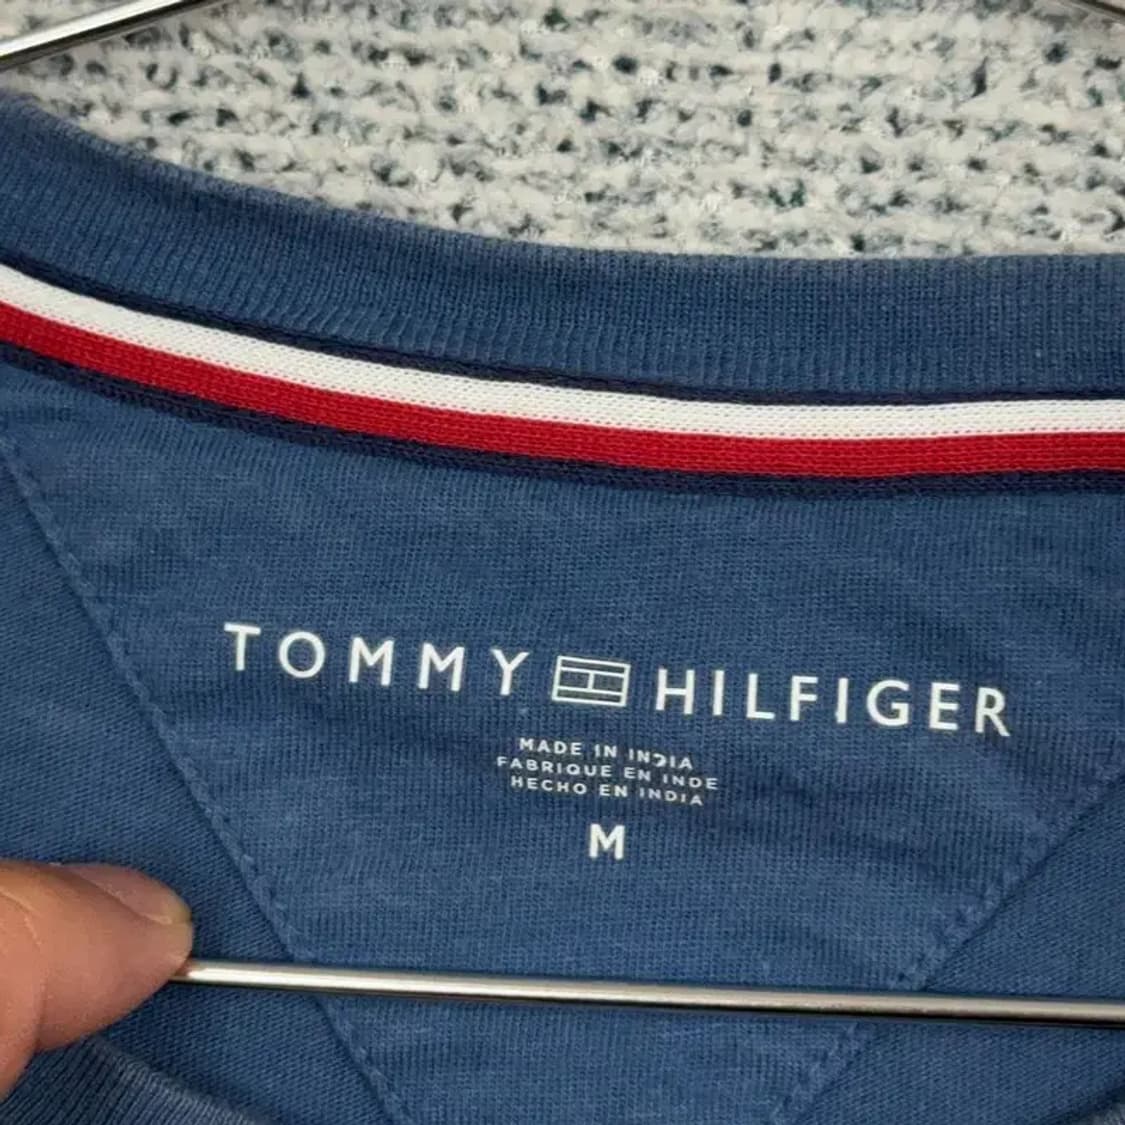 TOMMY HILFIGER
MADE IN INDIA
FABRIQUE EN INDE
HECHO EN INDIA
M